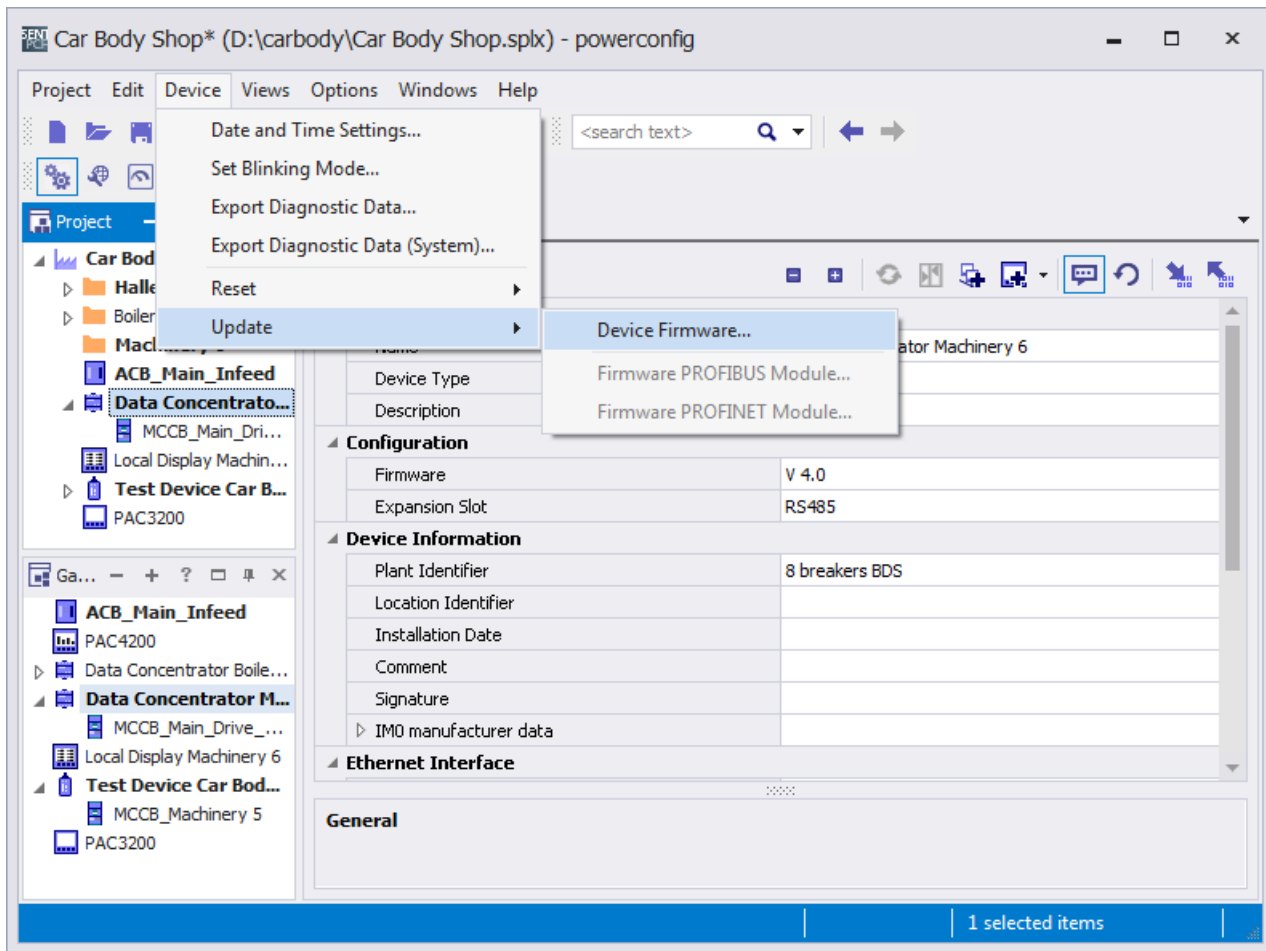 SENT
PCF
Car Body Shop* (D:\carbody\Car Body Shop.splx) - powerconfig
Project Edit Device Views Options Windows Help
Date and Time Settings...
<search text>
Set Blinking Mode...
Export Diagnostic Data...
Project
Export Diagnostic Data (System)...
Car Bod
Halle
Reset
Boiler
Update
Device Firmware...
ator Machinery 6
ACB_Main_Infeed
Device Type
Firmware PROFIBUS Module...
Data Concentrato...
Description
Firmware PROFINET Module...
MCCB_Main_Dri...
Configuration
Local Display Machin...
Firmware V 4.0
Test Device Car B...
Expansion Slot RS485
PAC3200
Device Information
Ga...
Plant Identifier 8 breakers BDS
ACB_Main_Infeed
Location Identifier
PAC4200
Installation Date
Data Concentrator Boile...
Comment
Data Concentrator M...
Signature
MCCB_Main_Drive_...
IM0 manufacturer data
Local Display Machinery 6
Ethernet Interface
Test Device Car Bod...
MCCB_Machinery 5
General
PAC3200
1 selected items